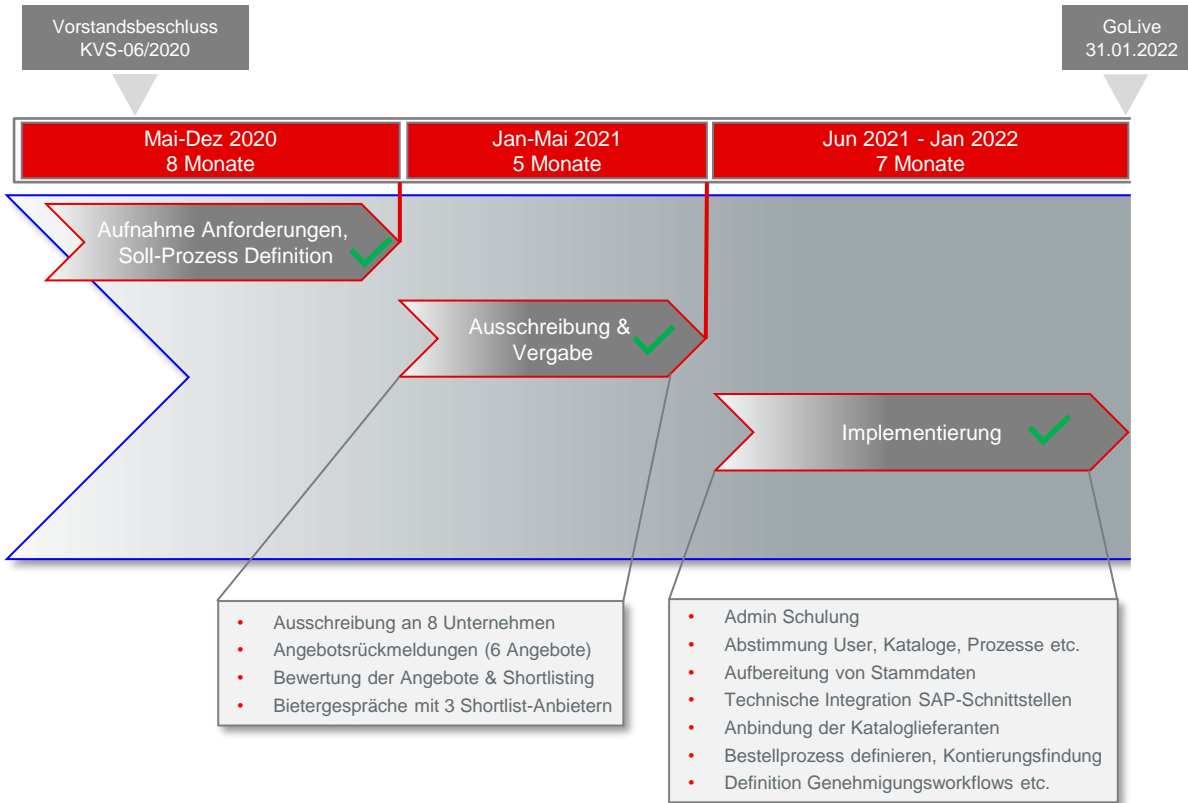 Vorstandsbeschluss
KVS-06/2020
GoLive
31.01.2022
Mai-Dez 2020
8 Monate
Jan-Mai 2021
5 Monate
Jun 2021 - Jan 2022
7 Monate
Aufnahme Anforderungen,
Soll-Prozess Definition
Ausschreibung &
Vergabe
Implementierung
• Ausschreibung an 8 Unternehmen
• Angebotsrückmeldungen (6 Angebote)
• Bewertung der Angebote & Shortlisting
• Bietergespräche mit 3 Shortlist-Anbietern
• Admin Schulung
• Abstimmung User, Kataloge, Prozesse etc.
• Aufbereitung von Stammdaten
• Technische Integration SAP-Schnittstellen
• Anbindung der Kataloglieferanten
• Bestellprozess definieren, Kontierungsfindung
• Definition Genehmigungsworkflows etc.